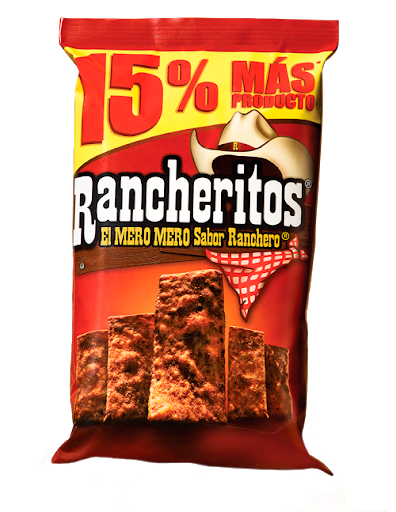 15% MÁS*
PRODUCTO
R
Rancheritos®
El MERO MERO Sabor Ranchero®